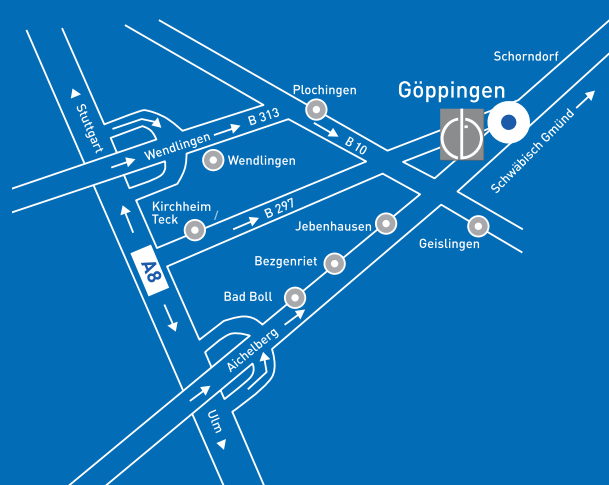 Schorndorf
Plochingen
Göppingen
Stuttgart
B 313
Wendlingen
B 10
Wendlingen
Schwäbisch Gmünd
Kirchheim /
Teck
B 297
Jebenhausen
Geislingen
Bezgenriet
A8
Bad Boll
Aichelberg
Ulm